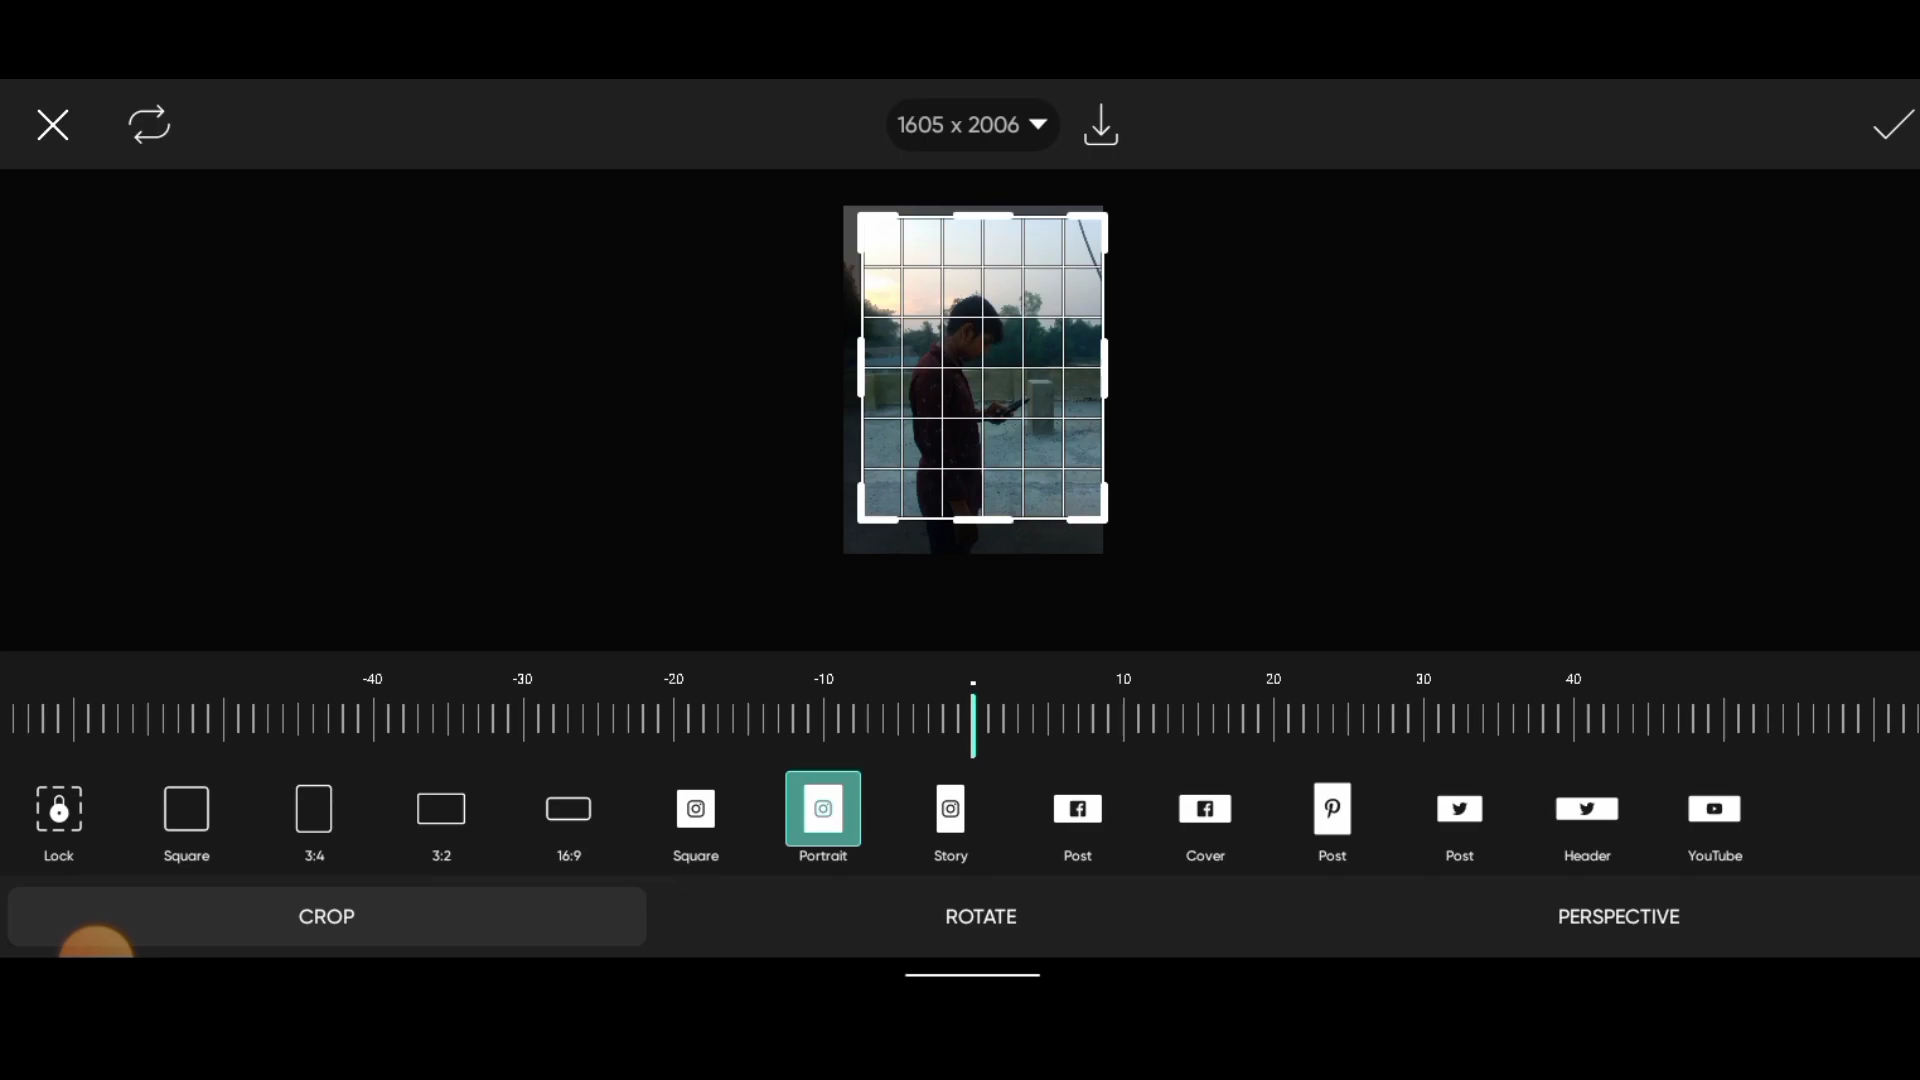 1605 x 2006
-40 -30 -20 -10 10 20 30 40
Lock Square 3:4 3:2 16:9 Square Portrait Story Post Cover Post Post Header YouTube
CROP ROTATE PERSPECTIVE